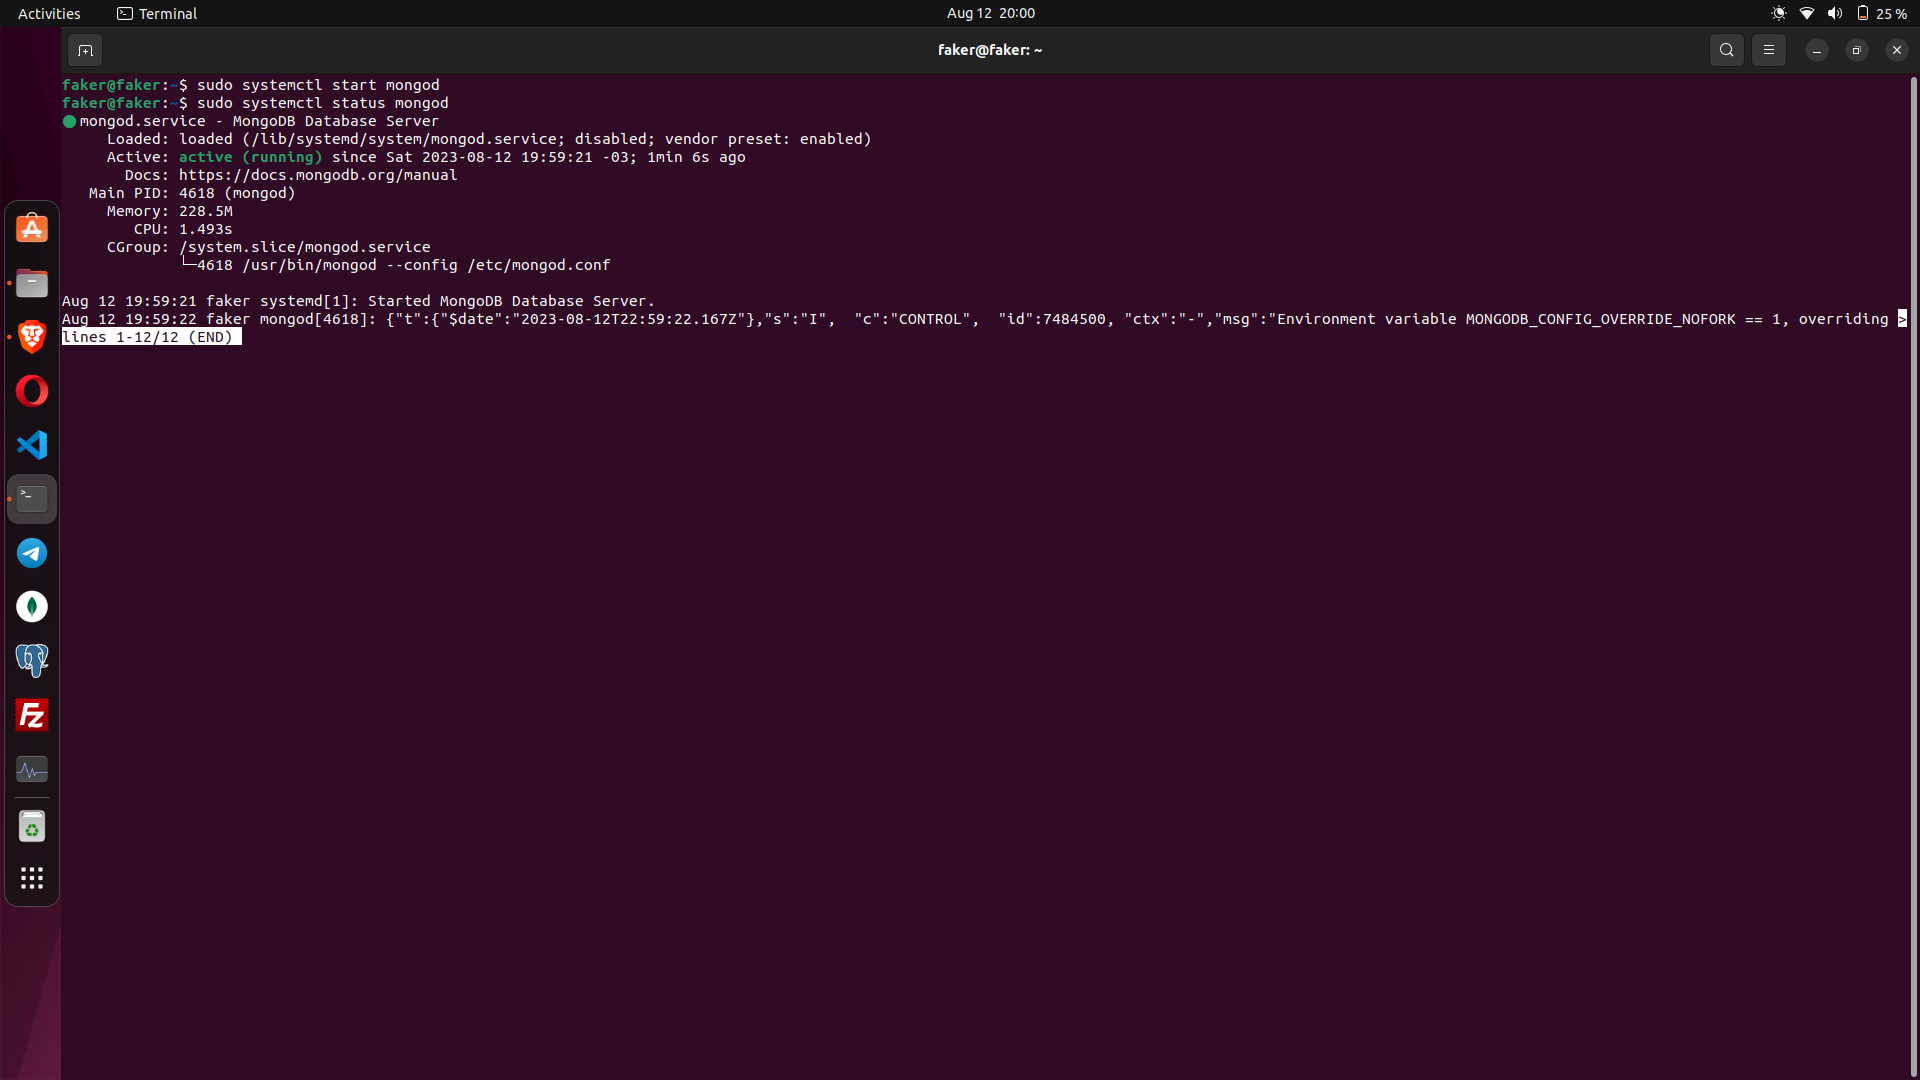 Activities Terminal Aug 12 20:00 25 %
faker@faker: ~
faker@faker:~$ sudo systemctl start mongod
faker@faker:~$ sudo systemctl status mongod
● mongod.service - MongoDB Database Server
     Loaded: loaded (/lib/systemd/system/mongod.service; disabled; vendor preset: enabled)
     Active: active (running) since Sat 2023-08-12 19:59:21 -03; 1min 6s ago
       Docs: https://docs.mongodb.org/manual
   Main PID: 4618 (mongod)
     Memory: 228.5M
        CPU: 1.493s
     CGroup: /system.slice/mongod.service
             └─4618 /usr/bin/mongod --config /etc/mongod.conf
Aug 12 19:59:21 faker systemd[1]: Started MongoDB Database Server.
Aug 12 19:59:22 faker mongod[4618]: {"t":{"$date":"2023-08-12T22:59:22.167Z"},"s":"I",  "c":"CONTROL",  "id":7484500, "ctx":"-","msg":"Environment variable MONGODB_CONFIG_OVERRIDE_NOFORK == 1, overriding >
lines 1-12/12 (END)